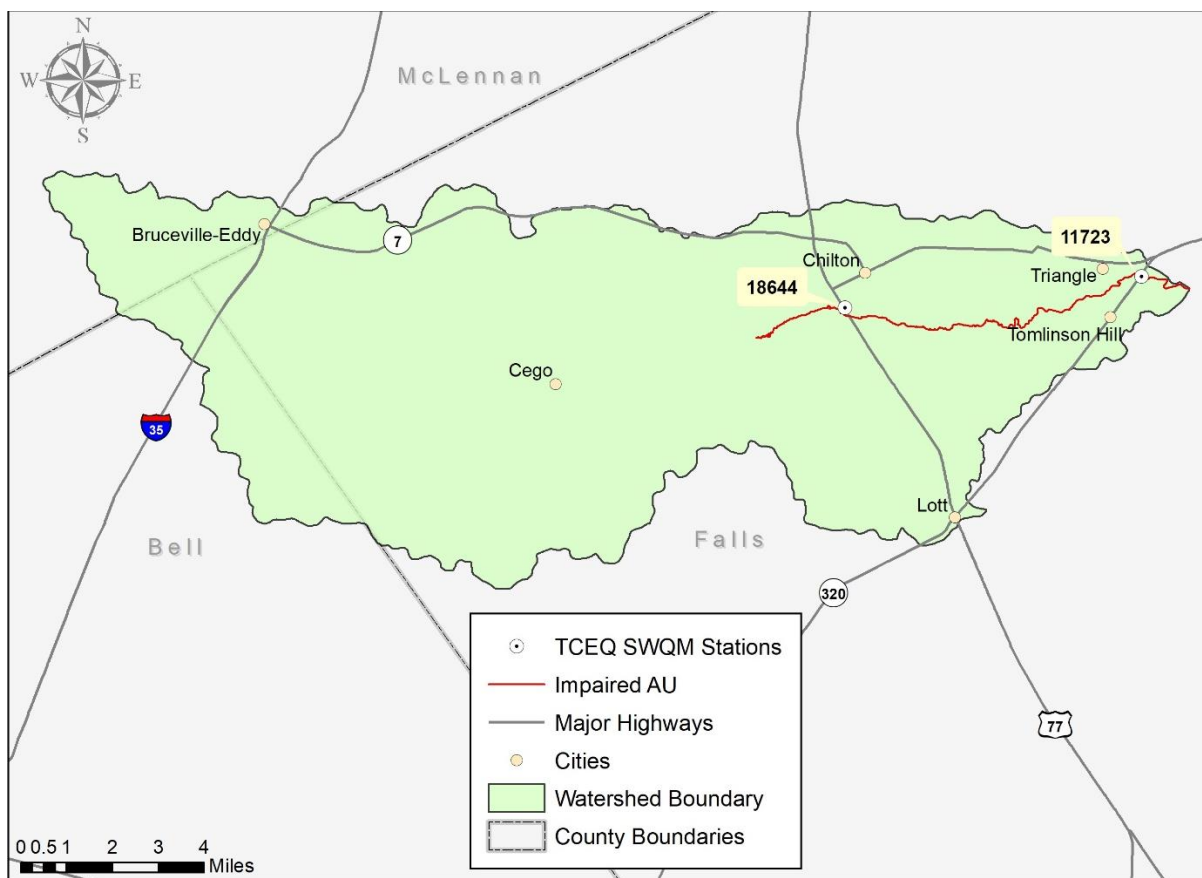 N
W E
S
McLennan
Bruceville-Eddy
7
11723
Chilton
Triangle
18644
Tomlinson Hill
Cego
35
Lott
Bell
Falls
320
77
TCEQ SWQM Stations
Impaired AU
Major Highways
Cities
Watershed Boundary
County Boundaries
0 0.5 1 2 3 4
Miles